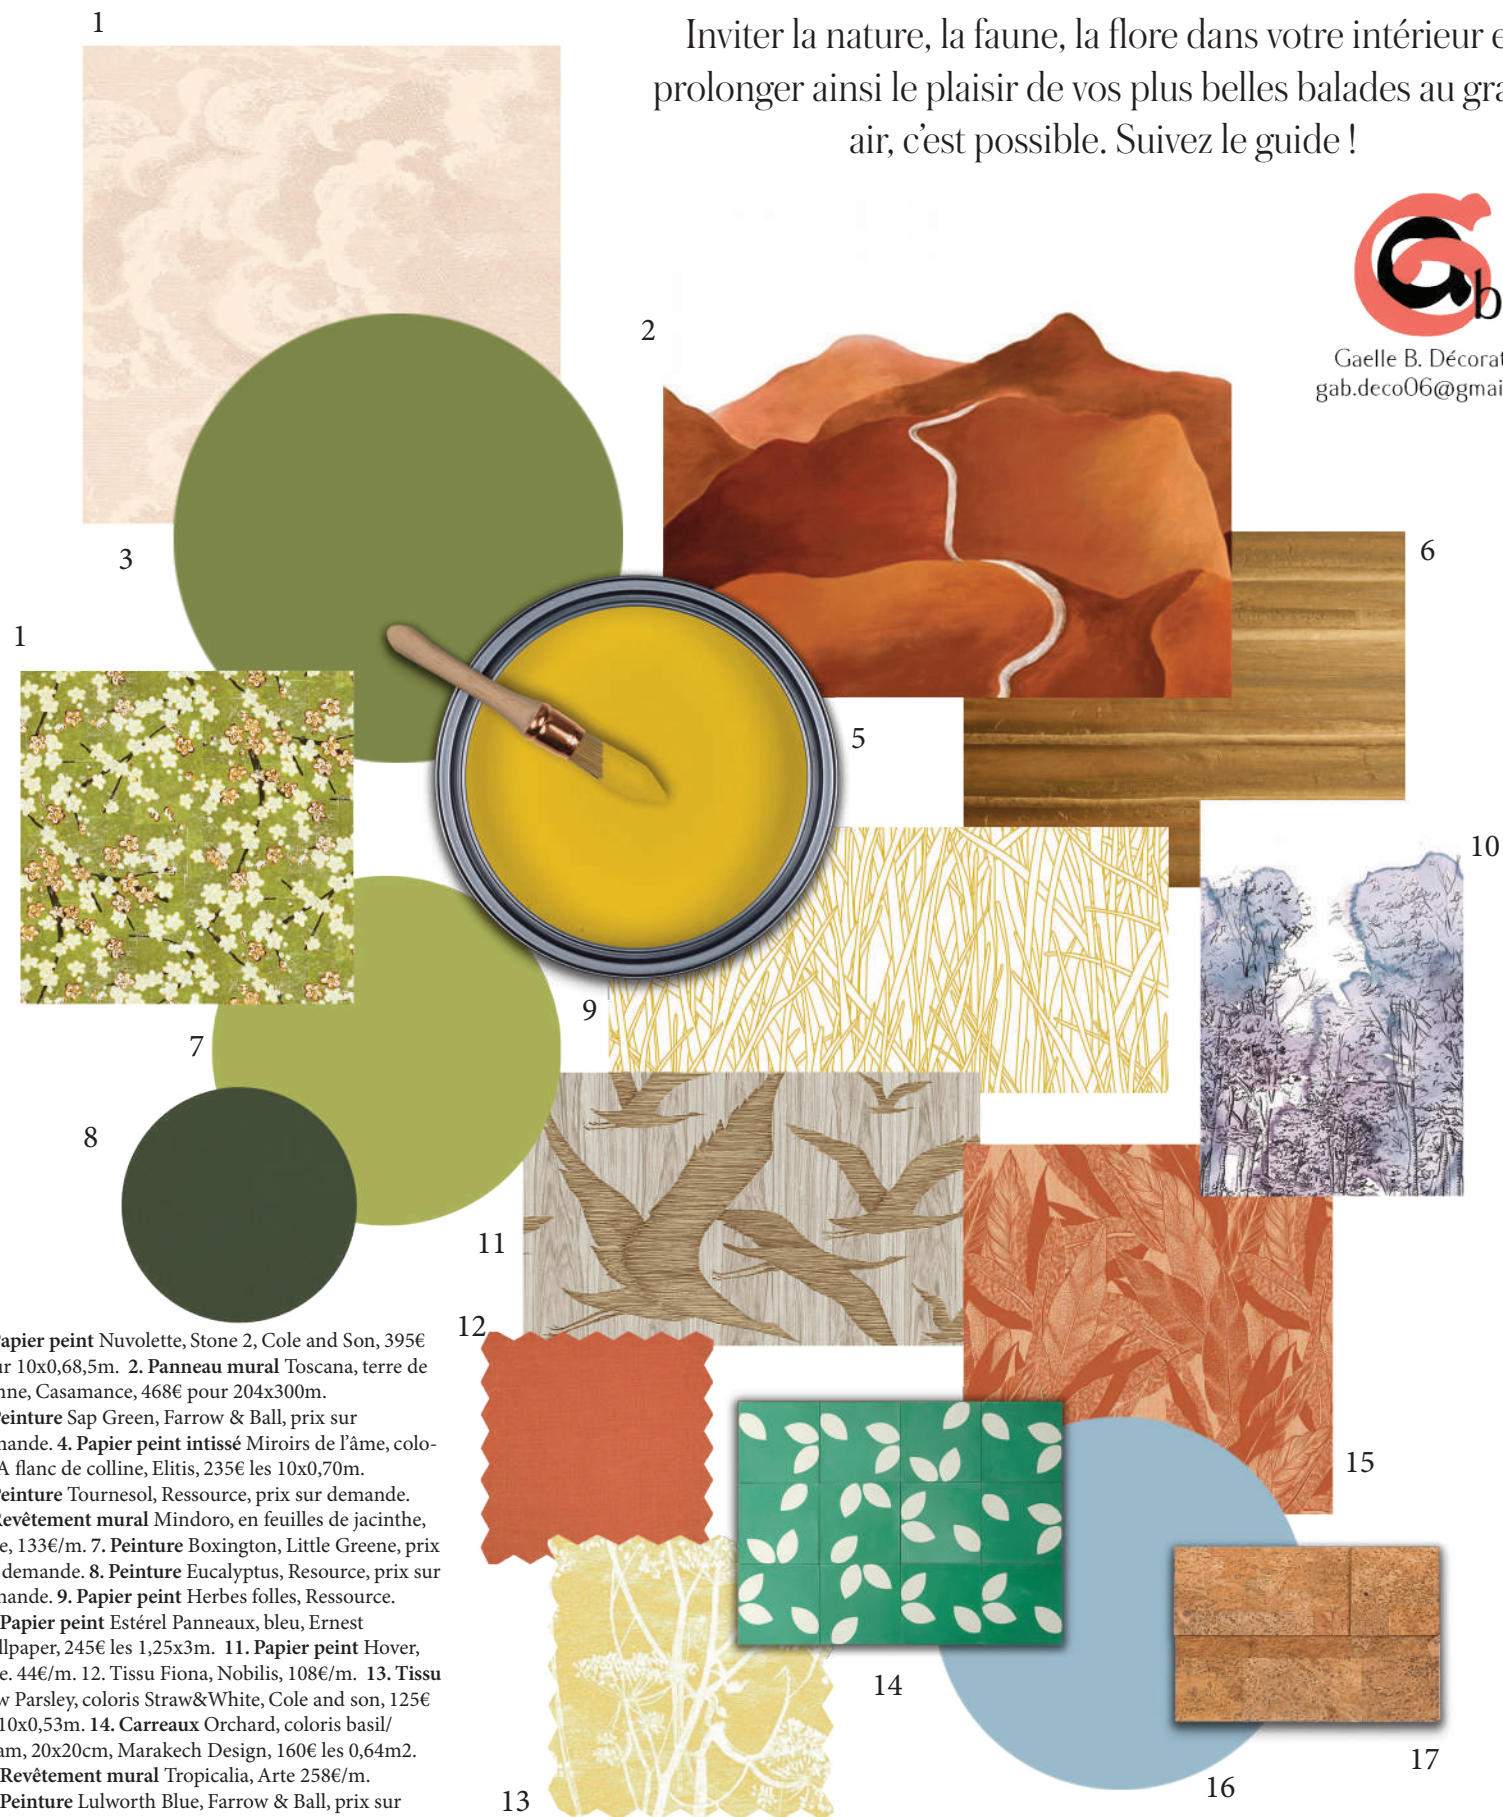 1
Inviter la nature, la faune, la flore dans votre intérieur e
prolonger ainsi le plaisir de vos plus belles balades au gra
air, c’est possible. Suivez le guide !
b
Gaelle B. Décorat
gab.deco06@gmai
2
3
6
1
5
10
9
7
8
11
12
15
14
17
16
13
apier peint Nuvolette, Stone 2, Cole and Son, 395€
ur 10x0,68,5m. 2. Panneau mural Toscana, terre de
nne, Casamance, 468€ pour 204x300m.
einture Sap Green, Farrow & Ball, prix sur
mande. 4. Papier peint intissé Miroirs de l’âme, colo-
A flanc de colline, Elitis, 235€ les 10x0,70m.
einture Tournesol, Ressource, prix sur demande.
Revêtement mural Mindoro, en feuilles de jacinthe,
e, 133€/m. 7. Peinture Boxington, Little Greene, prix
demande. 8. Peinture Eucalyptus, Resource, prix sur
mande. 9. Papier peint Herbes folles, Ressource.
Papier peint Estérel Panneaux, bleu, Ernest
llpaper, 245€ les 1,25x3m. 11. Papier peint Hover,
e. 44€/m. 12. Tissu Fiona, Nobilis, 108€/m. 13. Tissu
w Parsley, coloris Straw&White, Cole and son, 125€
10x0,53m. 14. Carreaux Orchard, coloris basil/
am, 20x20cm, Marakech Design, 160€ les 0,64m2.
Revêtement mural Tropicalia, Arte 258€/m.
Peinture Lulworth Blue, Farrow & Ball, prix sur